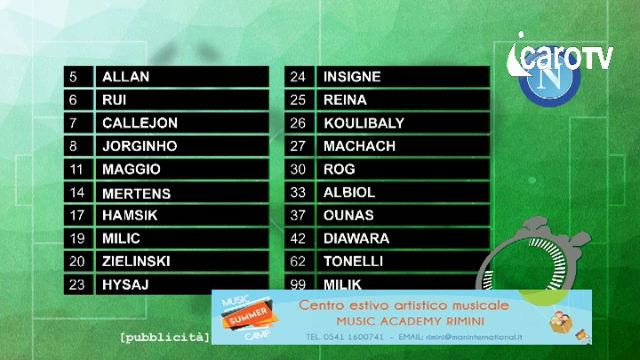 icaroTV
N
5 ALLAN
6 RUI
7 CALLEJON
8 JORGINHO
11 MAGGIO
14 MERTENS
17 HAMSIK
19 MILIC
20 ZIELINSKI
23 HYSAJ
24 INSIGNE
25 REINA
26 KOULIBALY
27 MACHACH
30 ROG
33 ALBIOL
37 OUNAS
42 DIAWARA
62 TONELLI
99 MILIK
[pubblicità]
MUSIC
SUMMER
CAMP
Centro estivo artistico musicale
MUSIC ACADEMY RIMINI
TEL. 0541 1600741 - EMAIL: rimini@maninternational.it